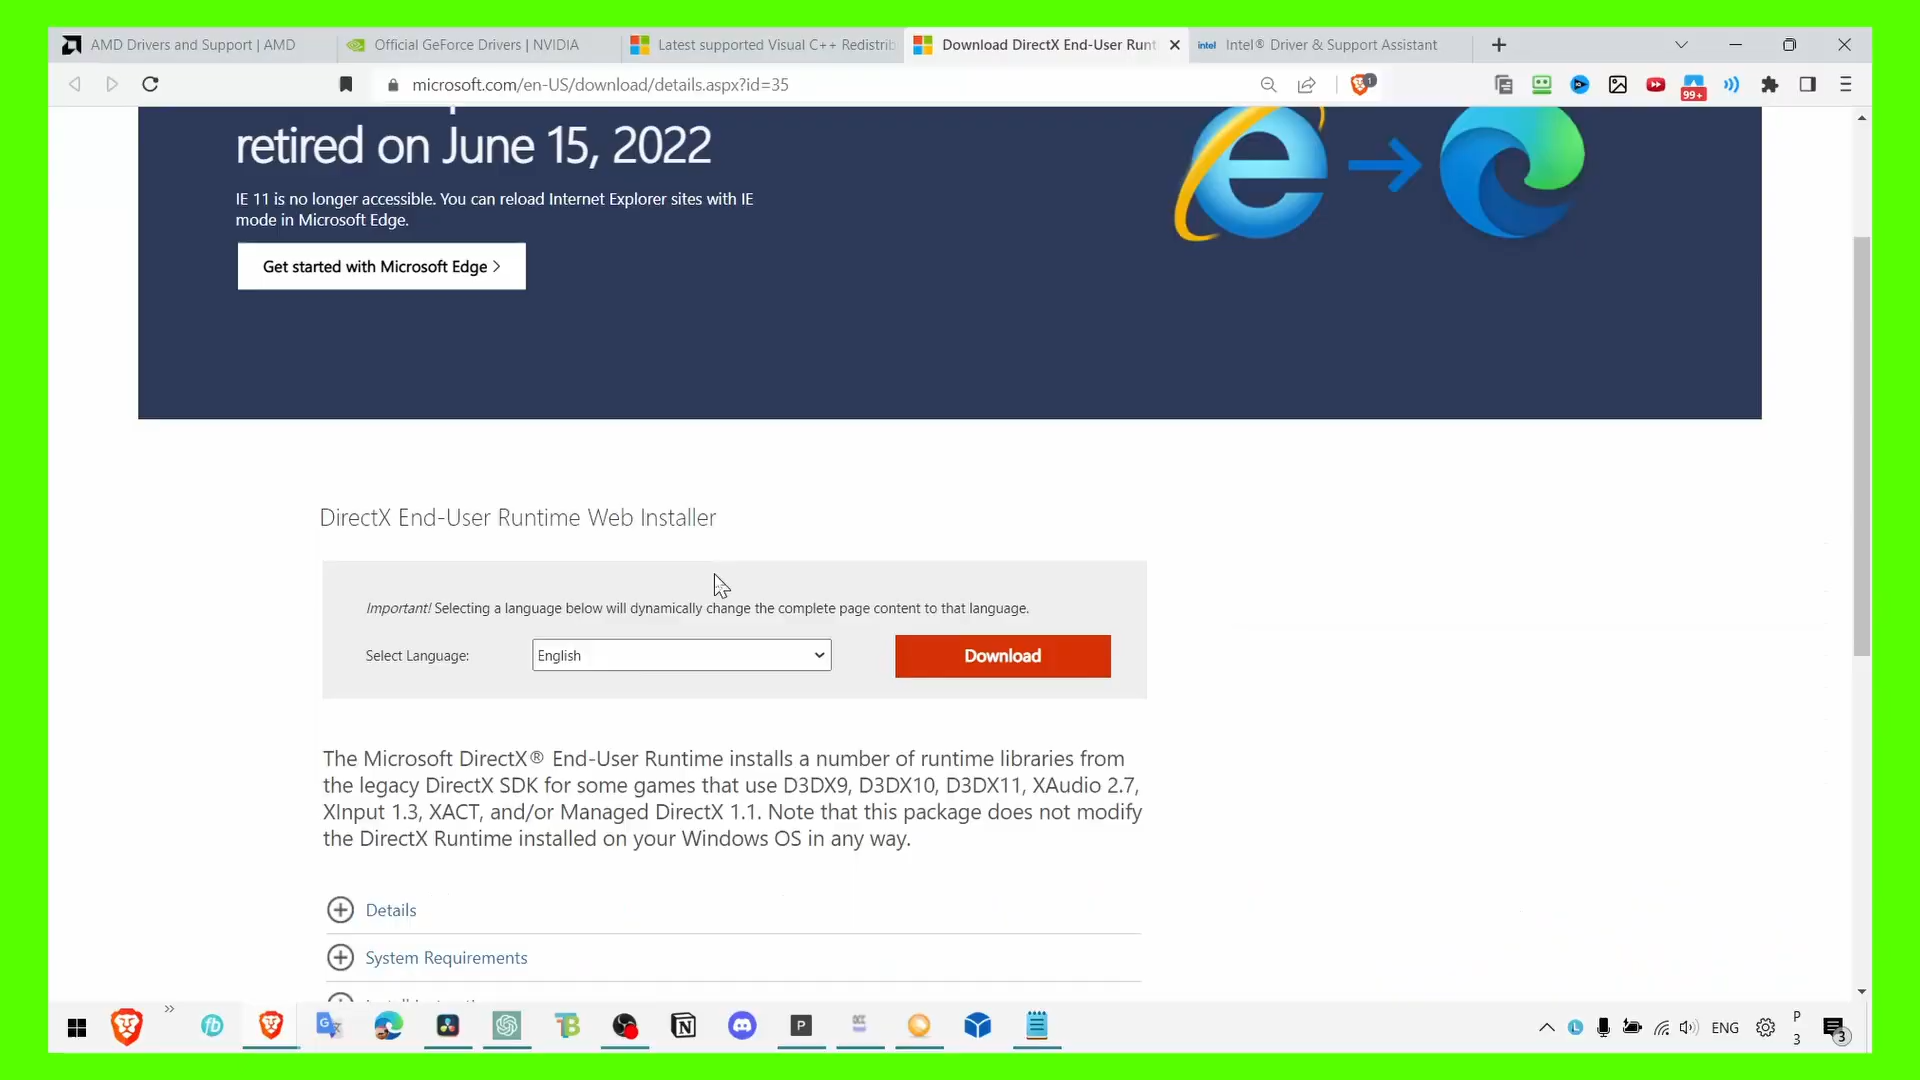 AMD Drivers and Support | AMD
Official GeForce Drivers | NVIDIA
Latest supported Visual C++ Redistrib
Download DirectX End-User Runt
intel Intel® Driver & Support Assistant
microsoft.com/en-US/download/details.aspx?id=35
1
99+
retired on June 15, 2022
IE 11 is no longer accessible. You can reload Internet Explorer sites with IE
mode in Microsoft Edge.
Get started with Microsoft Edge >
DirectX End-User Runtime Web Installer
Important! Selecting a language below will dynamically change the complete page content to that language.
Select Language:
English
Download
The Microsoft DirectX® End-User Runtime installs a number of runtime libraries from
the legacy DirectX SDK for some games that use D3DX9, D3DX10, D3DX11, XAudio 2.7,
XInput 1.3, XACT, and/or Managed DirectX 1.1. Note that this package does not modify
the DirectX Runtime installed on your Windows OS in any way.
Details
System Requirements
fb
ENG
P
3
3